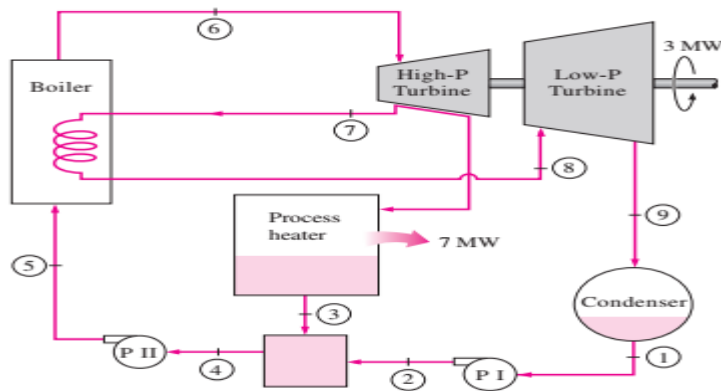 6
3 MW
Boiler
High-P
Turbine
Low-P
Turbine
7
8
Process
heater
7 MW
9
5
Condenser
3
P II
4
2
P I
1